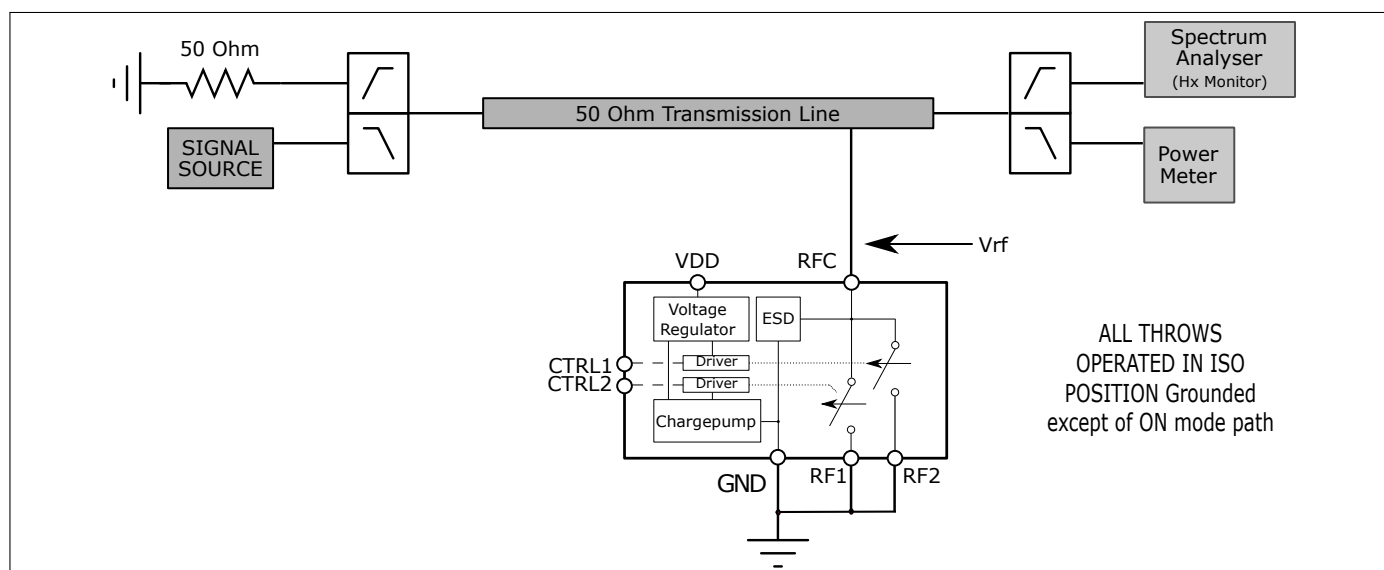 50 Ohm
SIGNAL
SOURCE
50 Ohm Transmission Line
Spectrum
Analyser
(Hx Monitor)
Power
Meter
Vrf
VDD
RFC
Voltage
Regulator
ESD
CTRL1
Driver
CTRL2
Driver
Chargepump
GND
RF1
RF2
ALL THROWS
OPERATED IN ISO
POSITION Grounded
except of ON mode path